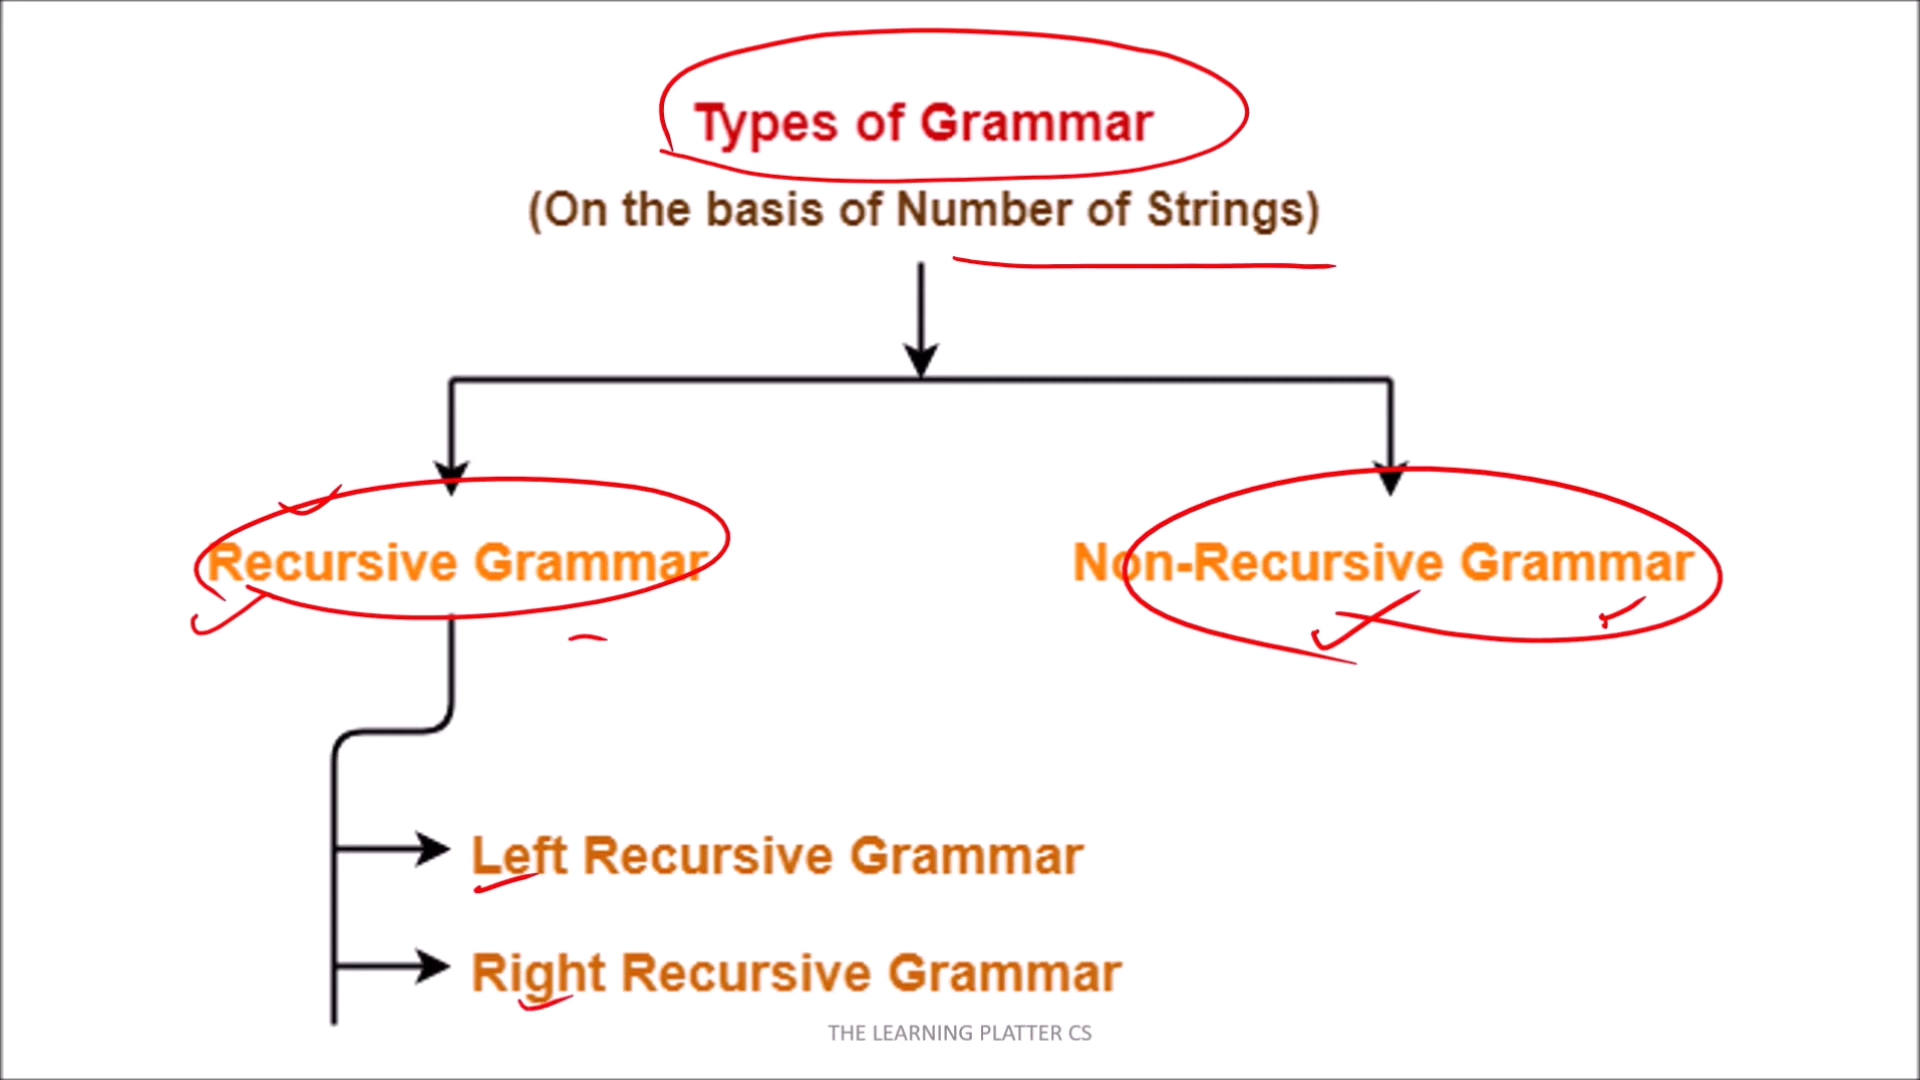 Types of Grammar
(On the basis of Number of Strings)
Recursive Grammar
Non-Recursive Grammar
Left Recursive Grammar
Right Recursive Grammar
THE LEARNING PLATTER CS